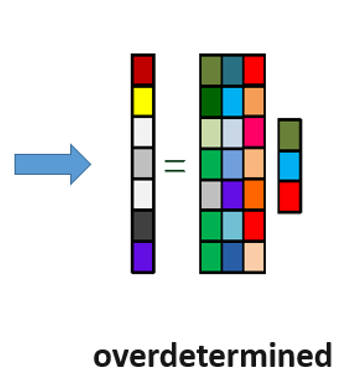 =
overdetermined